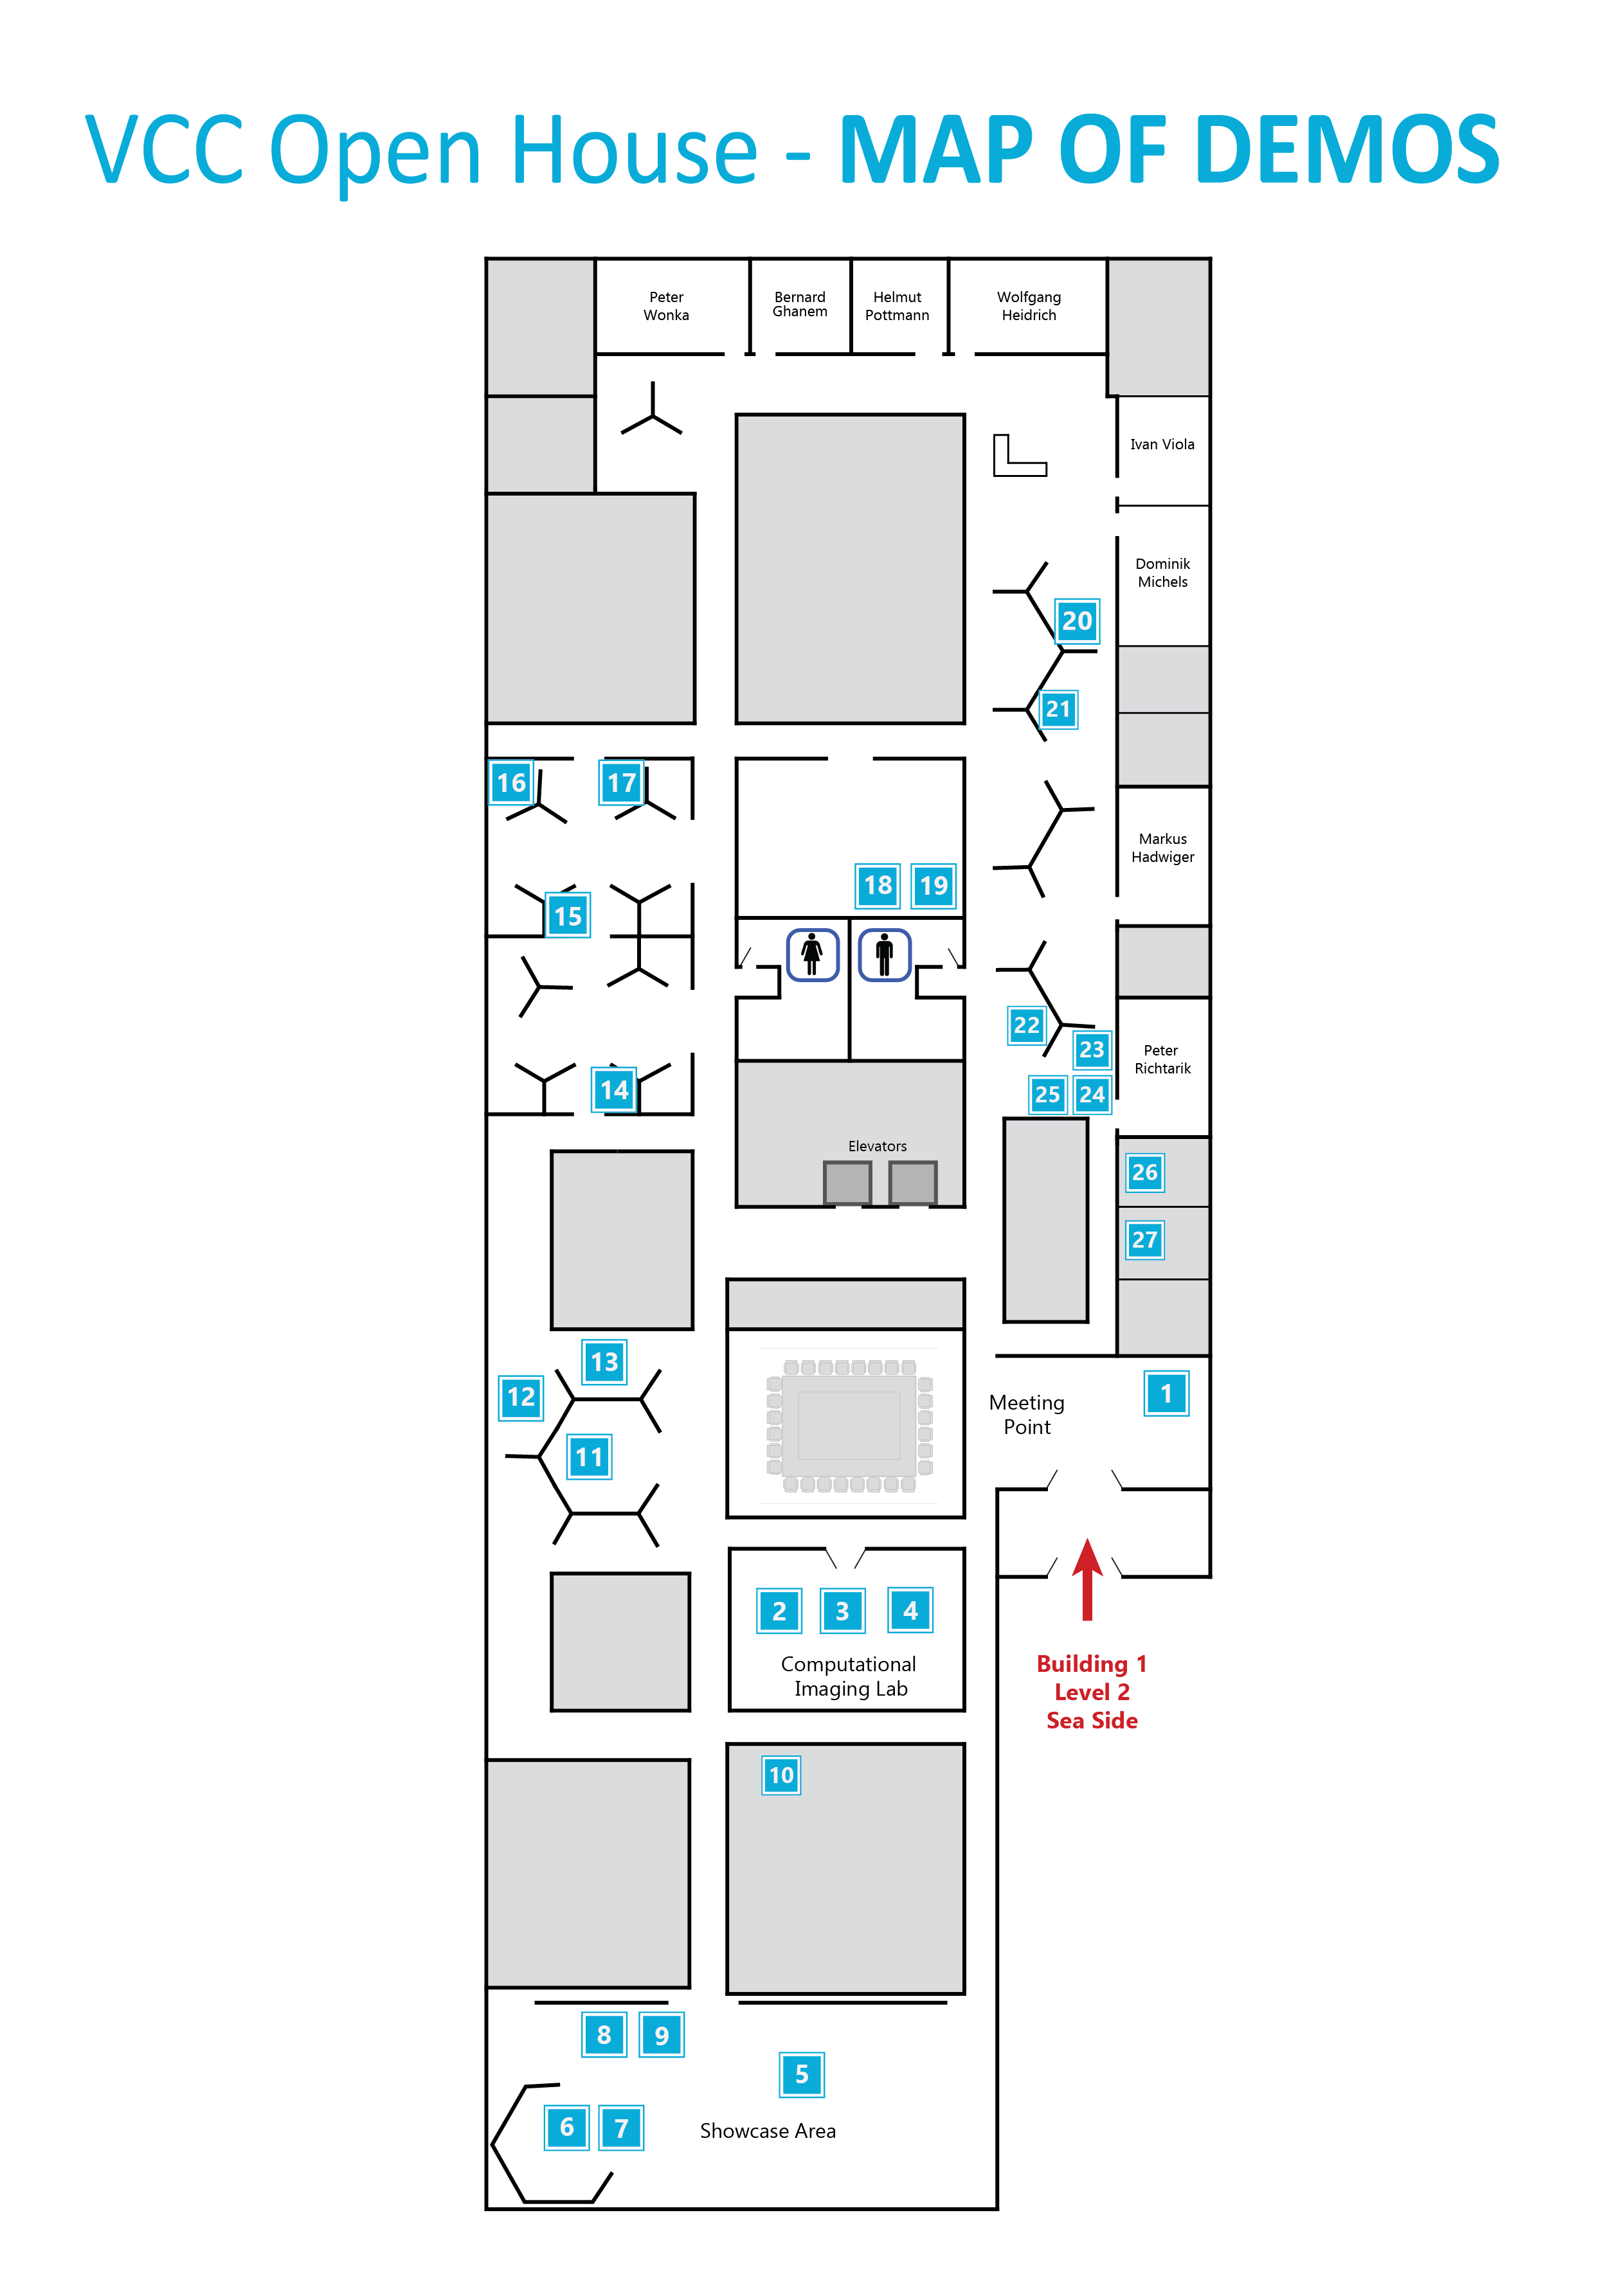 VCC Open House - MAP OF DEMOS
Peter
Wonka
Bernard
Ghanem
Helmut
Pottmann
Wolfgang
Heidrich
Ivan Viola
Dominik
Michels
20
21
16
17
Markus
Hadwiger
18
19
15
22
23
Peter
Richtarik
14
25
24
Elevators
26
27
13
12
1
Meeting
Point
11
2
3
4
Computational
Imaging Lab
Building 1
Level 2
Sea Side
10
8
9
5
6
7
Showcase Area